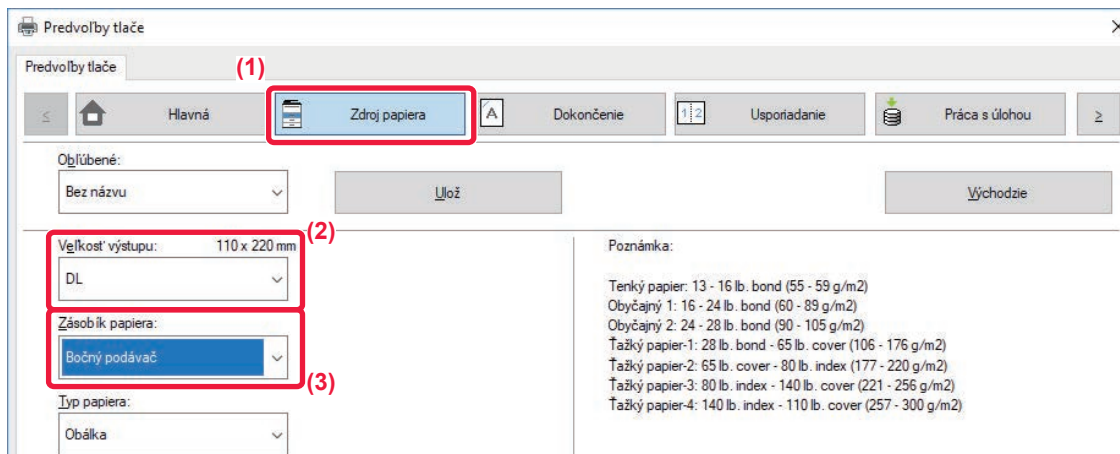 Predvoľby tlače
Predvoľby tlače
(1)
Hlavná
Zdroj papiera
A
Dokončenie
1 2
Usporiadanie
Práca s úlohou
Obľúbené:
Bez názvu
Ulož
Východzie
Veľkosť výstupu: 110 x 220 mm
(2)
DL
Zásobík papiera:
Bočný podávač
(3)
Typ papiera:
Obálka
Poznámka:
Tenký papier: 13 - 16 lb. bond (55 - 59 g/m2)
Obyčajný 1: 16 - 24 lb. bond (60 - 89 g/m2)
Obyčajný 2: 24 - 28 lb. bond (90 - 105 g/m2)
Ťažký papier-1: 28 lb. bond - 65 lb. cover (106 - 176 g/m2)
Ťažký papier-2: 65 lb. cover - 80 lb. index (177 - 220 g/m2)
Ťažký papier-3: 80 lb. index - 140 lb. cover (221 - 256 g/m2)
Ťažký papier-4: 140 lb. index - 110 lb. cover (257 - 300 g/m2)